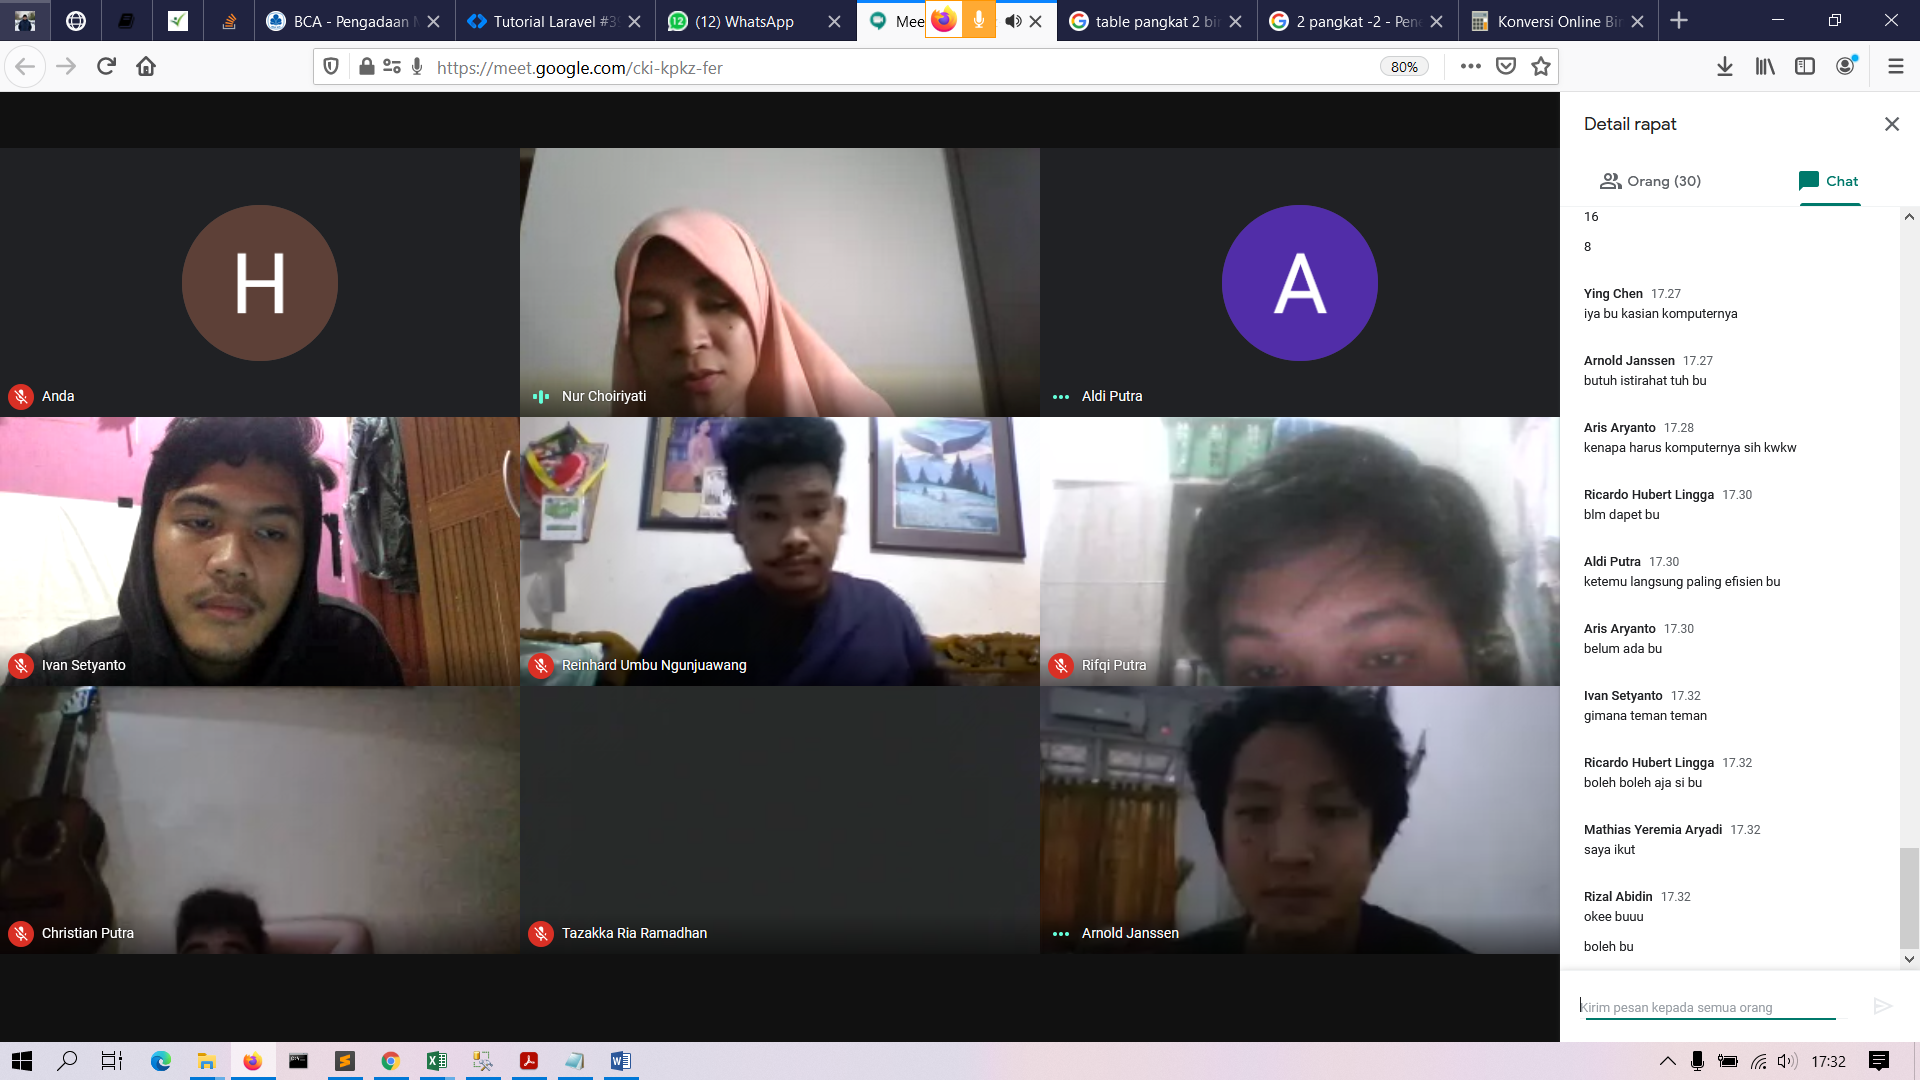 BCA - Pengadaan
Tutorial Laravel #3
(12) WhatsApp
Mee
table pangkat 2 bi
2 pangkat -2 - Pen
Konversi Online Bi
https://meet.google.com/cki-kpkz-fer
80%
Detail rapat
Orang (30)
Chat
16
8
Ying Chen 17.27
iya bu kasian komputernya
Arnold Janssen 17.27
butuh istirahat tuh bu
Aris Aryanto 17.28
kenapa harus komputernya sih kwkw
Ricardo Hubert Lingga 17.30
blm dapet bu
Aldi Putra 17.30
ketemu langsung paling efisien bu
Aris Aryanto 17.30
belum ada bu
Ivan Setyanto 17.32
gimana teman teman
Ricardo Hubert Lingga 17.32
boleh boleh aja si bu
Mathias Yeremia Aryadi 17.32
saya ikut
Rizal Abidin 17.32
okee buuu
boleh bu
Kirim pesan kepada semua orang
H
Anda
Nur Choiriyati
A
Aldi Putra
Ivan Setyanto
Reinhard Umbu Ngunjuawang
Rifqi Putra
Christian Putra
Tazakka Ria Ramadhan
Arnold Janssen
17:32